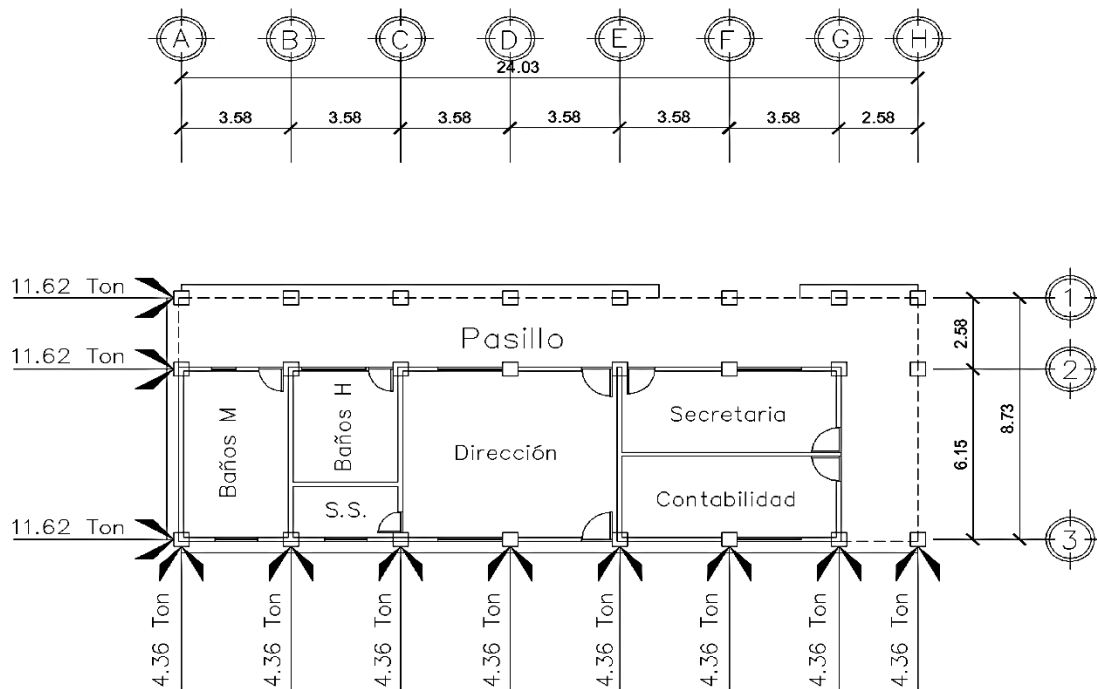 A B C D E F G H
24.03
3.58 3.58 3.58 3.58 3.58 3.58 2.58
11.62 Ton
1
Pasillo
2.58
11.62 Ton
2
Baños M
Baños H
Dirección
Secretaria
6.15
8.73
S.S.
Contabilidad
11.62 Ton
3
4.36 Ton 4.36 Ton 4.36 Ton 4.36 Ton 4.36 Ton 4.36 Ton 4.36 Ton 4.36 Ton